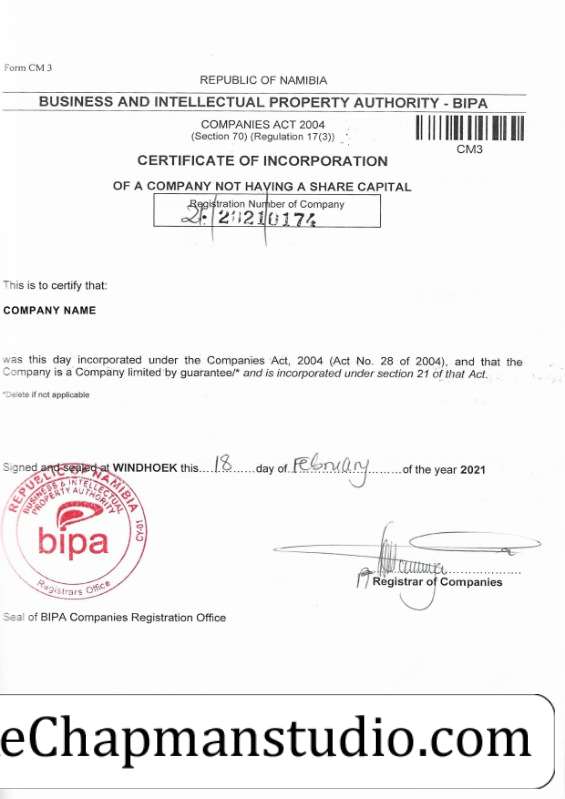 Form CM 3
REPUBLIC OF NAMIBIA
BUSINESS AND INTELLECTUAL PROPERTY AUTHORITY - BIPA
COMPANIES ACT 2004
(Section 70) (Regulation 17(3))
CM3
CERTIFICATE OF INCORPORATION
OF A COMPANY NOT HAVING A SHARE CAPITAL
Registration Number of Company
21/20210174
This is to certify that:
COMPANY NAME
was this day incorporated under the Companies Act, 2004 (Act No. 28 of 2004), and that the
Company is a Company limited by guarantee/* and is incorporated under section 21 of that Act.
*Delete if not applicable
Signed and sealed at WINDHOEK this....18......day of.February........of the year 2021
REPUBLIC OF NAMIBIA
BUSINESS & INTELLECTUAL
PROPERTY AUTHORITY
bipa
Registrars Office
Registrar of Companies
Seal of BIPA Companies Registration Office
eChapmanstudio.com